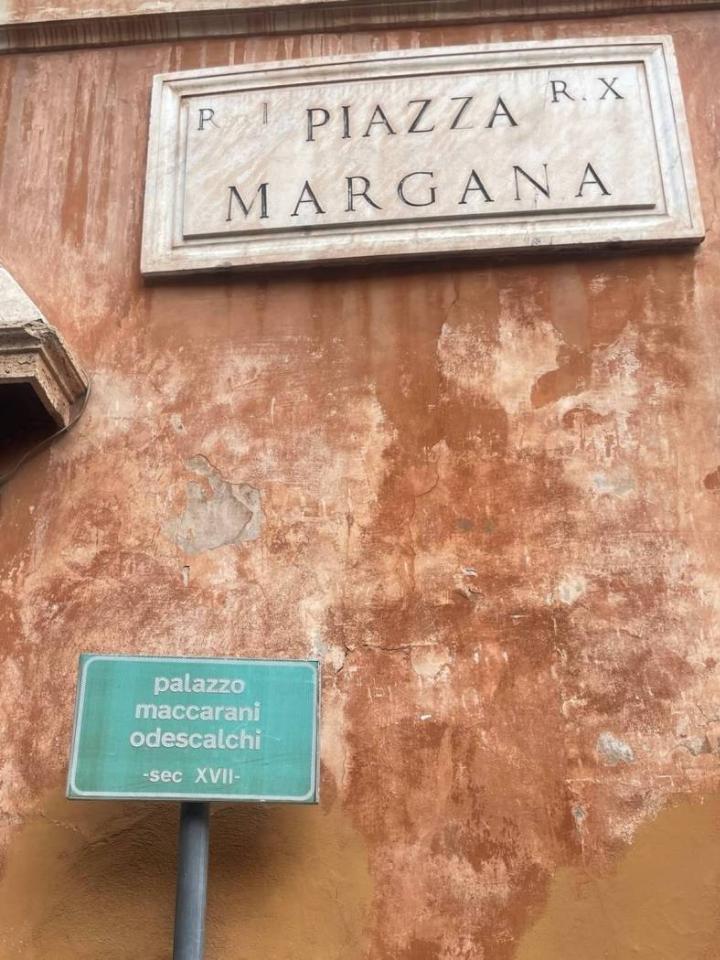 R. I PIAZZA R.X
MARGANA
palazzo
maccarani
odescalchi
-sec XVII-